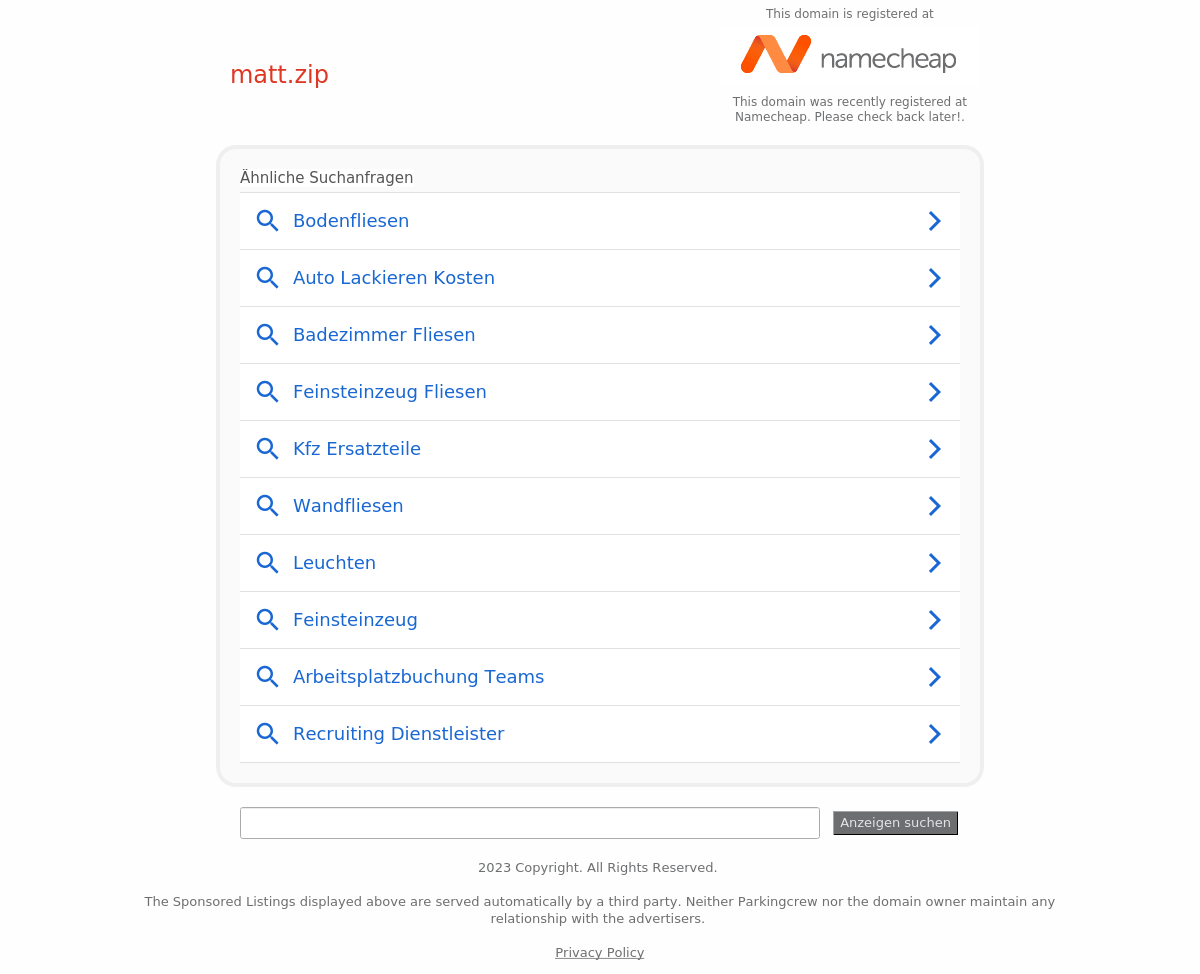 This domain is registered at
namecheap
matt.zip
This domain was recently registered at
Namecheap. Please check back later!.
Ähnliche Suchanfragen
Bodenfliesen
Auto Lackieren Kosten
Badezimmer Fliesen
Feinsteinzeug Fliesen
Kfz Ersatzteile
Wandfliesen
Leuchten
Feinsteinzeug
Arbeitsplatzbuchung Teams
Recruiting Dienstleister
Anzeigen suchen
2023 Copyright. All Rights Reserved.
The Sponsored Listings displayed above are served automatically by a third party. Neither Parkingcrew nor the domain owner maintain any
relationship with the advertisers.
Privacy Policy